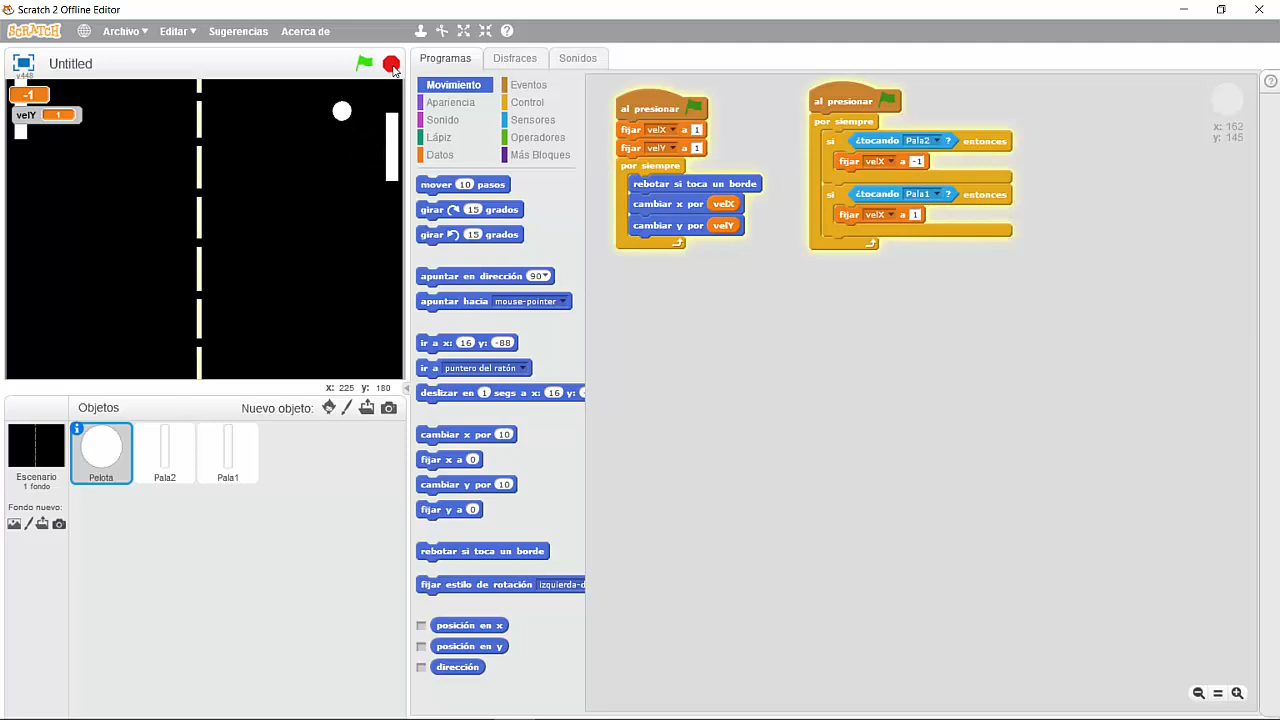 Scratch 2 Offline Editor
SCRATCH
Archivo
Editar
Sugerencias
Acerca de
v448
Untitled
-1
velY 1
x: 225 y: 180
Objetos
Nuevo objeto:
Escenario
1 fondo
Fondo nuevo:
Pelota
Pala2
Pala1
Programas
Disfraces
Sonidos
Movimiento
Eventos
Apariencia
Control
Sonido
Sensores
Lápiz
Operadores
Datos
Más Bloques
mover 10 pasos
girar 15 grados
girar 15 grados
apuntar en dirección 90
apuntar hacia mouse-pointer
ir a x: 16 y: -88
ir a puntero del ratón
deslizar en 1 segs a x: 16 y:
cambiar x por 10
fijar x a 0
cambiar y por 10
fijar y a 0
rebotar si toca un borde
fijar estilo de rotación izquierda-d
posición en x
posición en y
dirección
al presionar
fijar velX a 1
fijar velY a 1
por siempre
rebotar si toca un borde
cambiar x por velX
cambiar y por velY
al presionar
por siempre
si ¿tocando Pala2 ? entonces
fijar velX a -1
si ¿tocando Pala1 ? entonces
fijar velX a 1
x: 162
y: 145